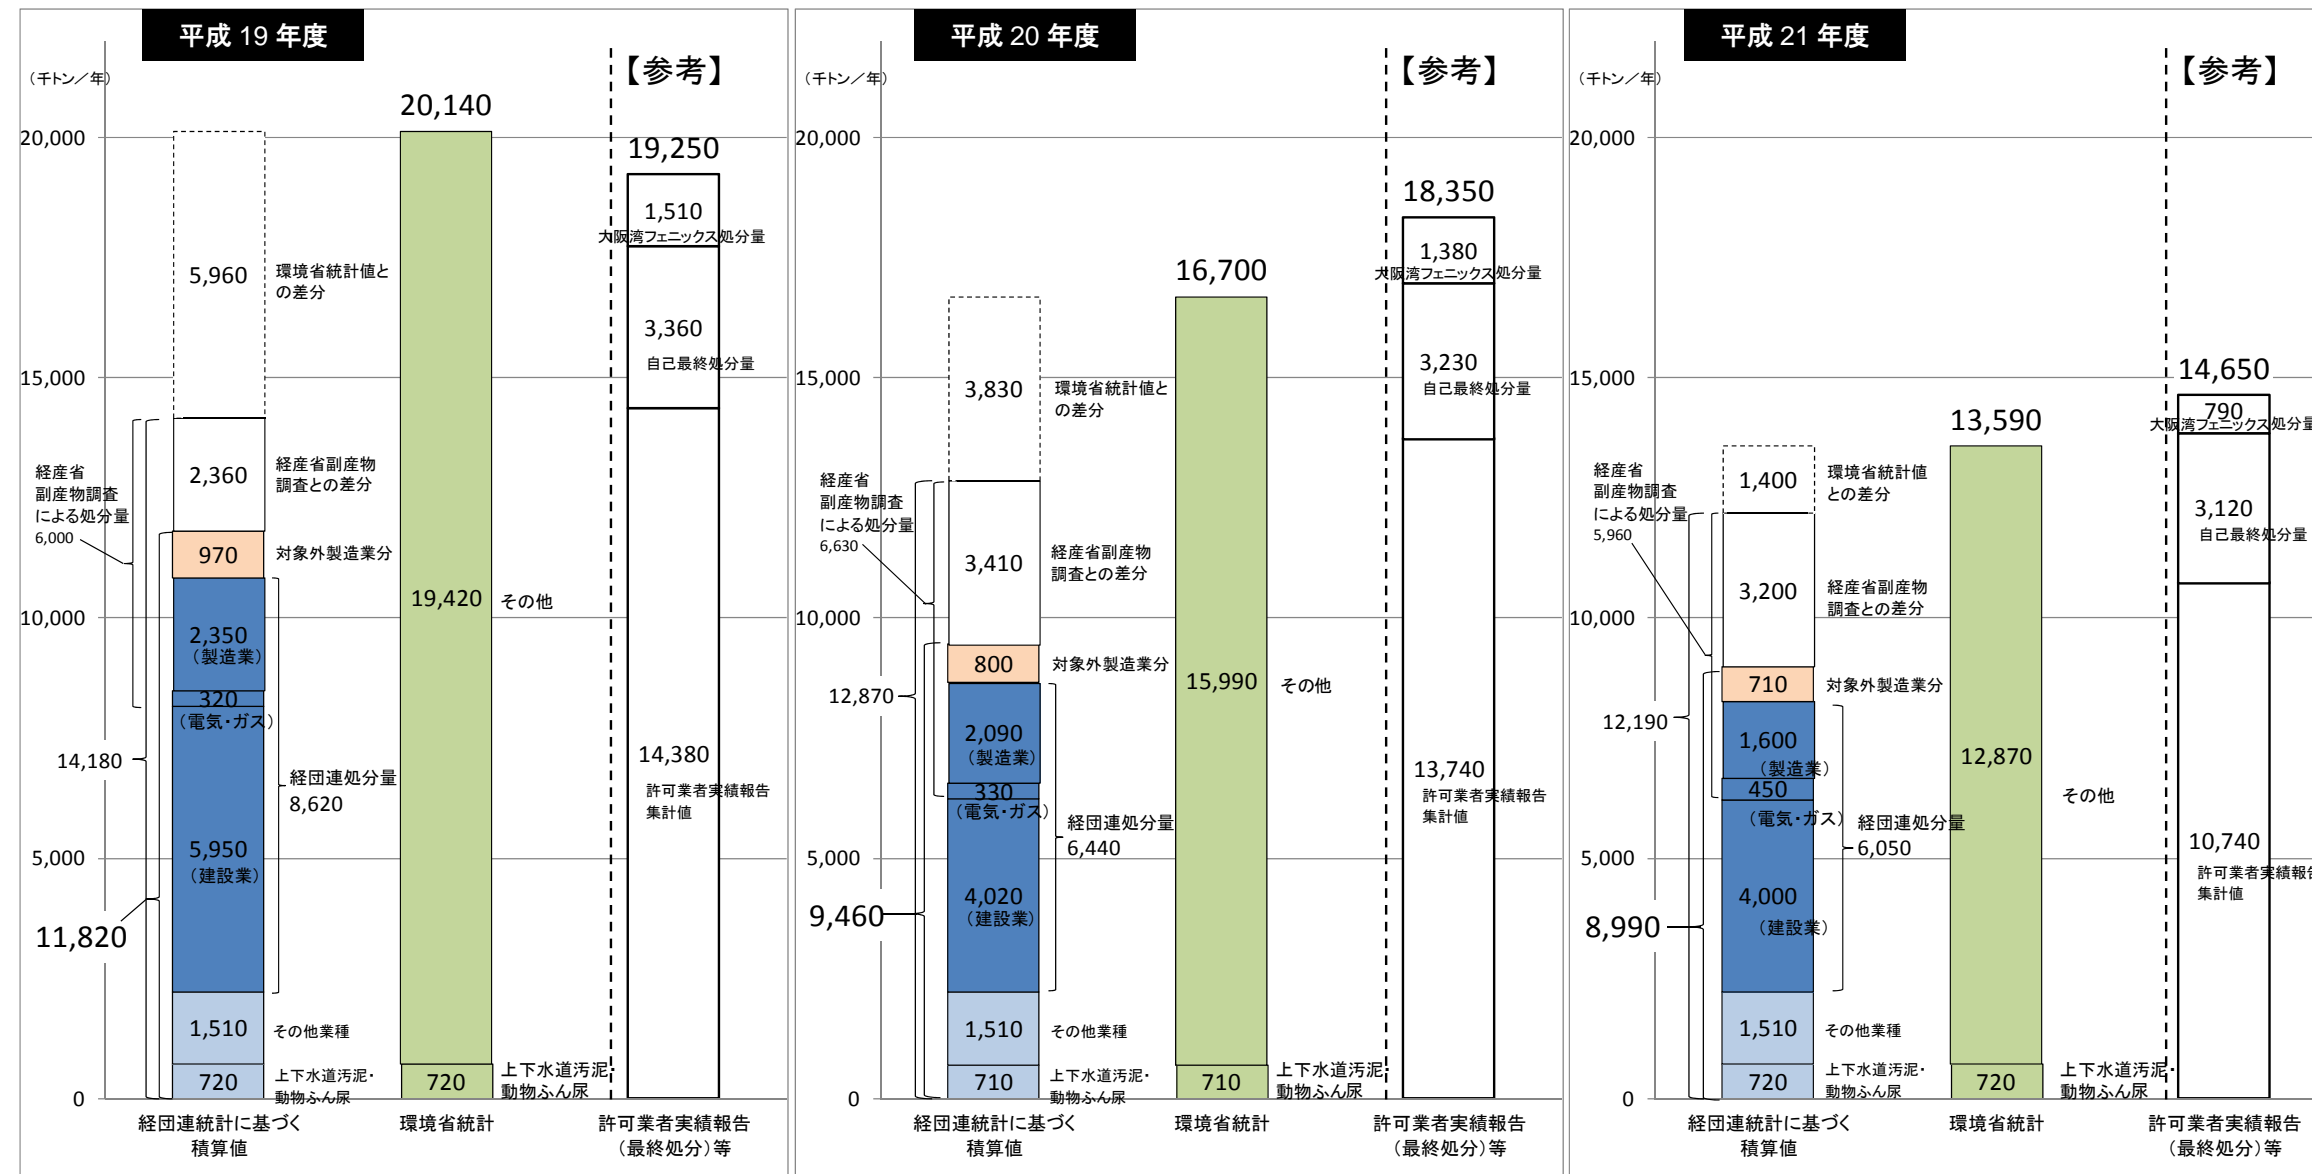 平成 19 年度
【参考】
(千トン／年)
20,140
20,000
19,250
1,510
大阪湾フェニックス処分量
5,960
環境省統計値と
の差分
3,360
自己最終処分量
15,000
経産省
副産物調査
による処分量
6,000
2,360
経産省副産物
調査との差分
970
対象外製造業分
10,000
19,420
その他
2,350
（製造業）
320
（電気・ガス）
14,180
経団連処分量
8,620
14,380
許可業者実績報告
集計値
5,000
5,950
（建設業）
11,820
1,510
その他業種
720
上下水道汚泥・
動物ふん尿
720
上下水道汚泥・
動物ふん尿
0
経団連統計に基づく
積算値
環境省統計
許可業者実績報告
（最終処分）等
平成 20 年度
【参考】
(千トン／年)
20,000
18,350
1,380
大阪湾フェニックス処分量
16,700
3,230
自己最終処分量
3,830
環境省統計値と
の差分
15,000
経産省
副産物調査
による処分量
6,630
3,410
経産省副産物
調査との差分
10,000
800
対象外製造業分
12,870
15,990
その他
2,090
（製造業）
330
（電気・ガス）
経団連処分量
6,440
13,740
許可業者実績報告
集計値
5,000
4,020
（建設業）
9,460
1,510
その他業種
710
上下水道汚泥・
動物ふん尿
710
上下水道汚泥・
動物ふん尿
0
経団連統計に基づく
積算値
環境省統計
許可業者実績報告
（最終処分）等
平成 21 年度
【参考】
(千トン／年)
20,000
15,000
14,650
790
大阪湾フェニックス処分量
13,590
経産省
副産物調査
による処分量
5,960
1,400
環境省統計値
との差分
3,120
自己最終処分量
3,200
経産省副産物
調査との差分
10,000
710
対象外製造業分
12,190
1,600
（製造業）
450
（電気・ガス）
12,870
その他
経団連処分量
6,050
10,740
許可業者実績報告
集計値
5,000
4,000
（建設業）
8,990
1,510
その他業種
720
上下水道汚泥・
動物ふん尿
720
上下水道汚泥・
動物ふん尿
0
経団連統計に基づく
積算値
環境省統計
許可業者実績報告
（最終処分）等